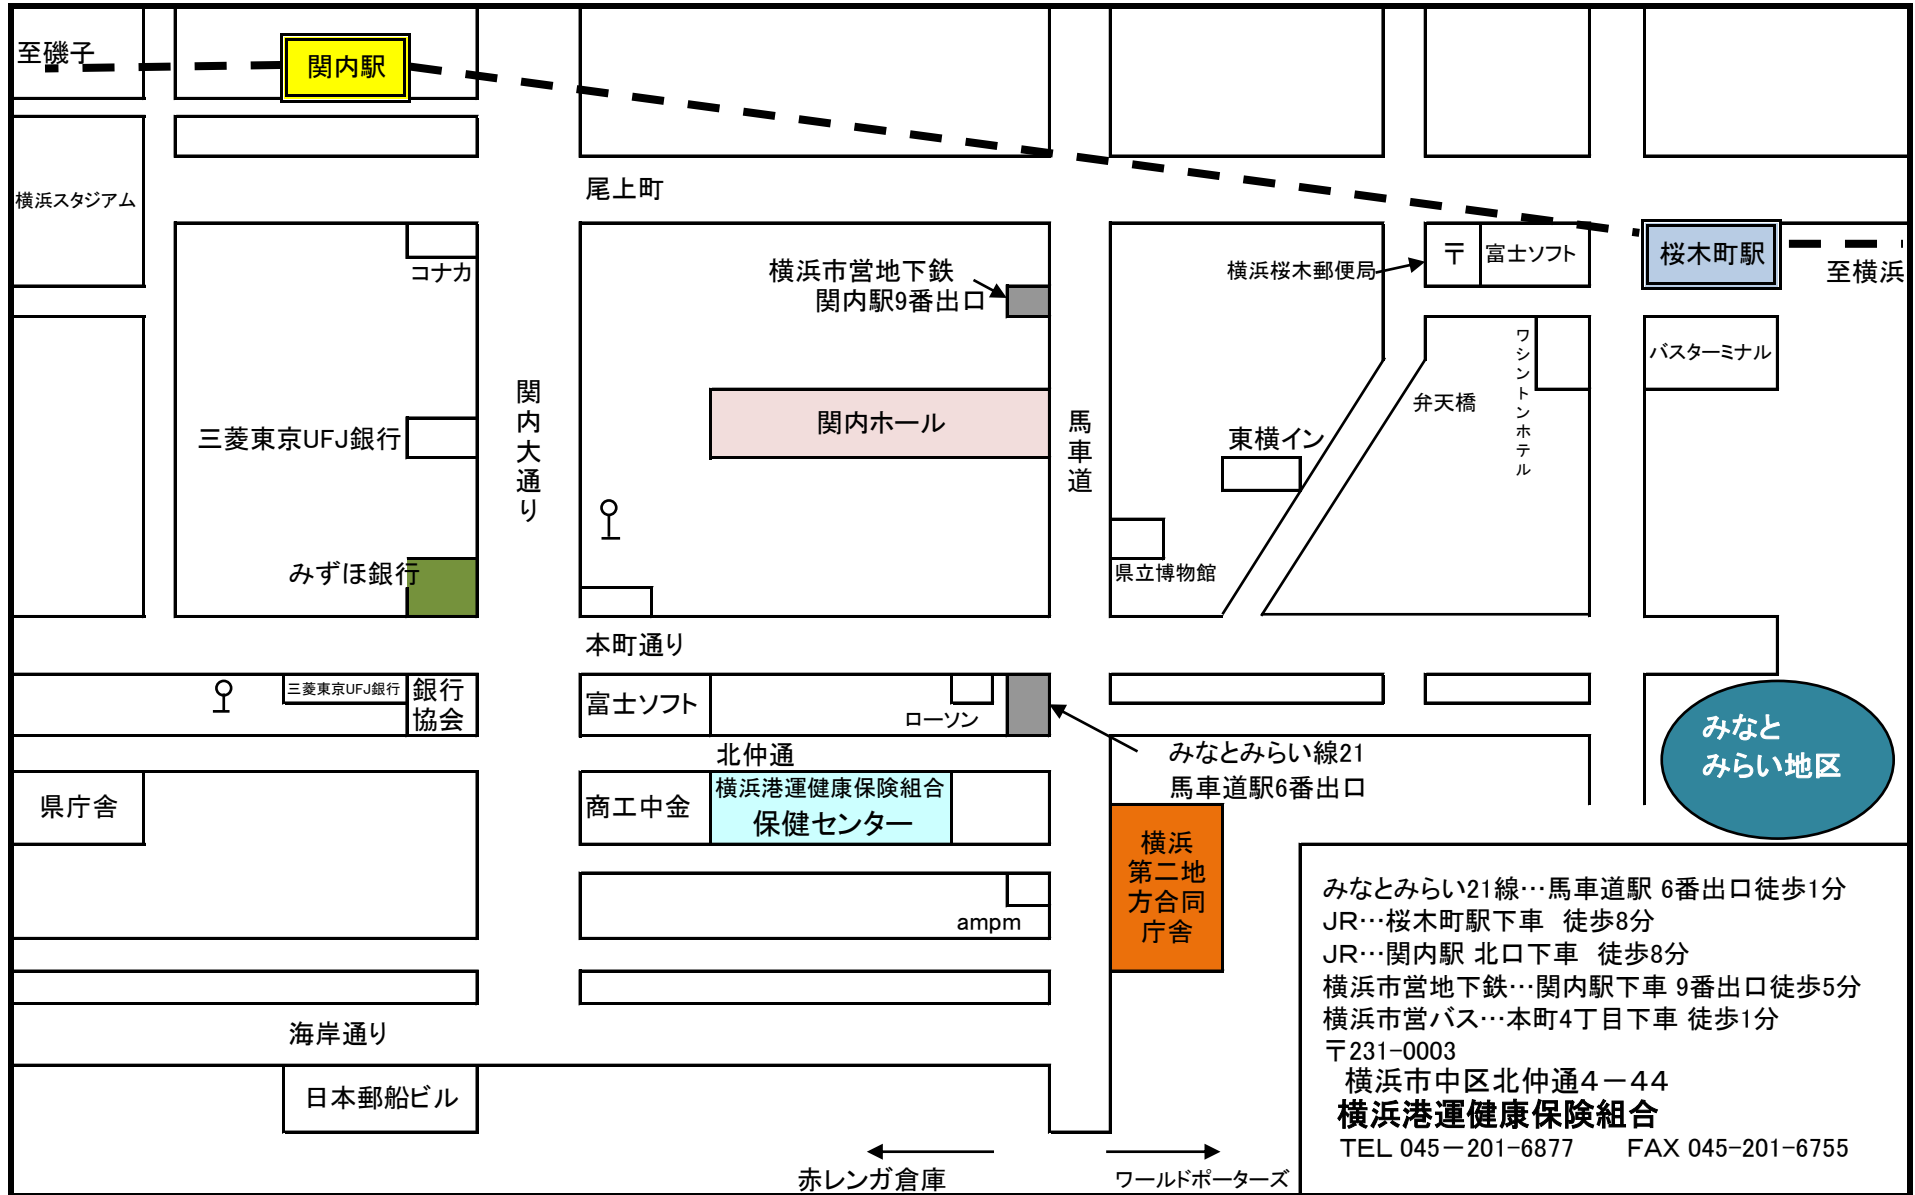 至磯子
関内駅
横浜スタジアム
尾上町
コナカ
横浜市営地下鉄
関内駅9番出口
横浜桜木郵便局
〒
富士ソフト
桜木町駅
至横浜
ワシントンホテル
バスターミナル
弁天橋
関内大通り
関内ホール
馬車道
三菱東京UFJ銀行
東横イン
みずほ銀行
県立博物館
本町通り
三菱東京UFJ銀行
銀行
協会
富士ソフト
ローソン
みなと
みらい地区
北仲通
みなとみらい線21
馬車道駅6番出口
県庁舎
商工中金
横浜港運健康保険組合
保健センター
横浜
第二地
方合同
庁舎
ampm
海岸通り
日本郵船ビル
赤レンガ倉庫
ワールドポーターズ
みなとみらい21線…馬車道駅 6番出口徒歩1分
JR…桜木町駅下車 徒歩8分
JR…関内駅 北口下車 徒歩8分
横浜市営地下鉄…関内駅下車 9番出口徒歩5分
横浜市営バス…本町4丁目下車 徒歩1分
〒231-0003
横浜市中区北仲通4-44
横浜港運健康保険組合
TEL 045-201-6877 FAX 045-201-6755